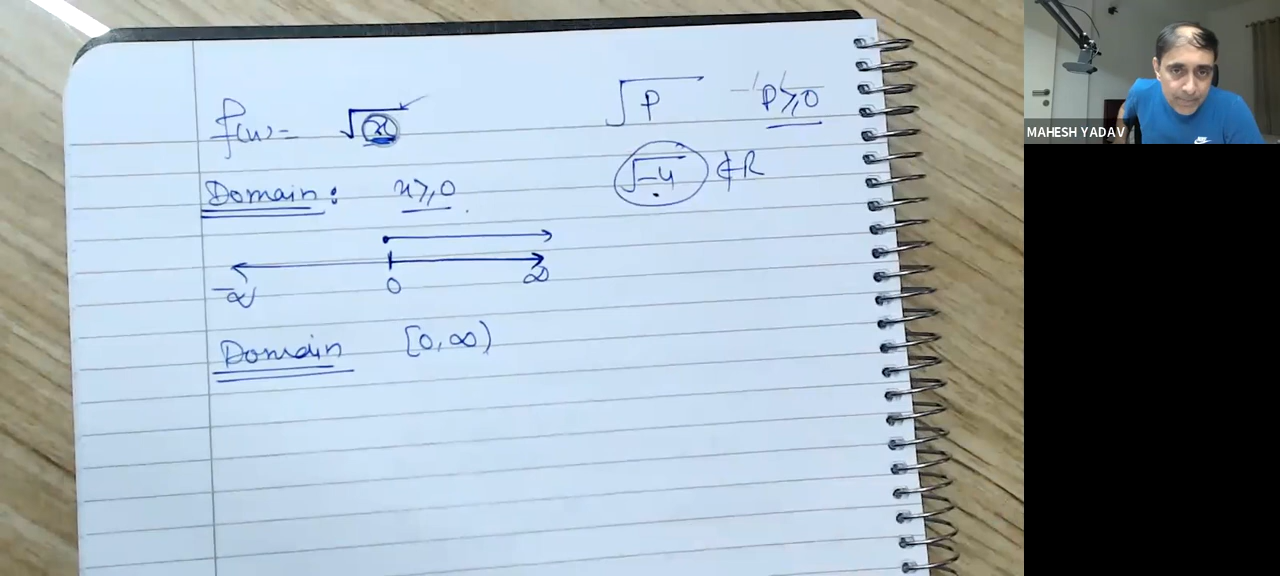 f(x)= √x
√P P≥0
Domain: x≥0
√-4 ∉ R
-∞ 0 ∞
Domain [0,∞)
MAHESH YADAV